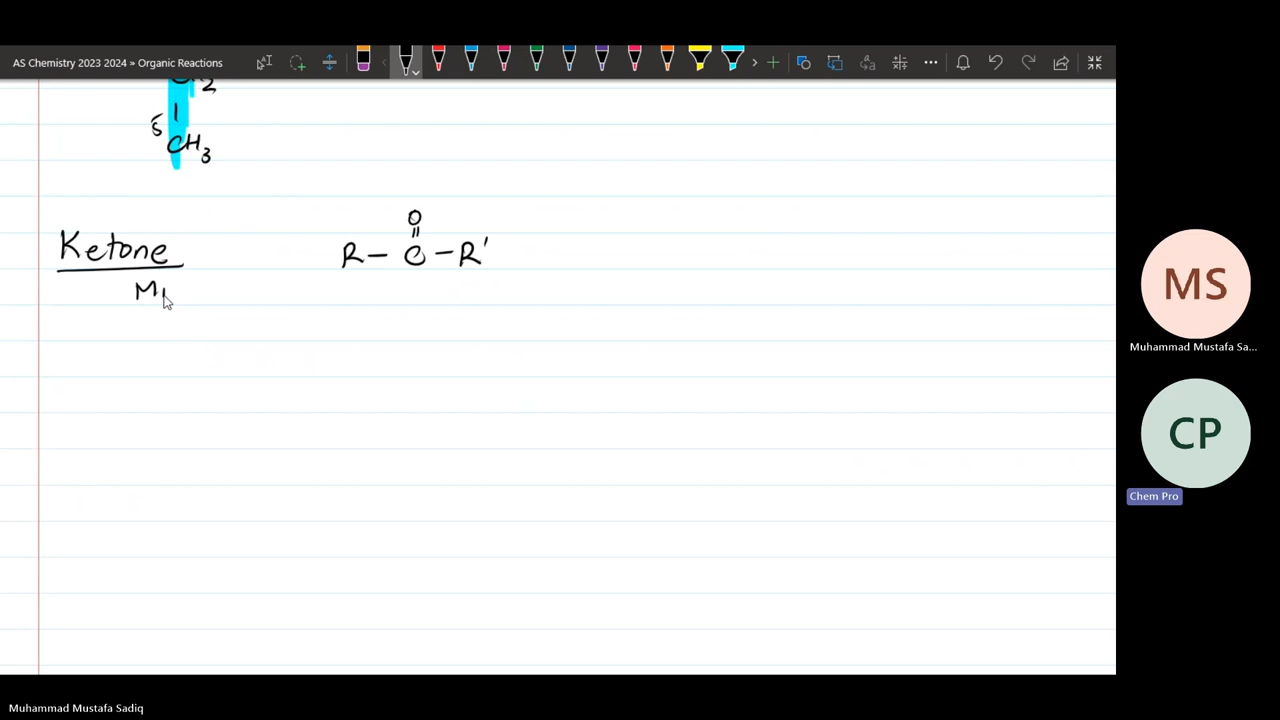 AS Chemistry 2023 2024 » Organic Reactions
2
5
CH3
O
Ketone R - C - R'
MS
Muhammad Mustafa Sa...
CP
Chem Pro
Muhammad Mustafa Sadiq